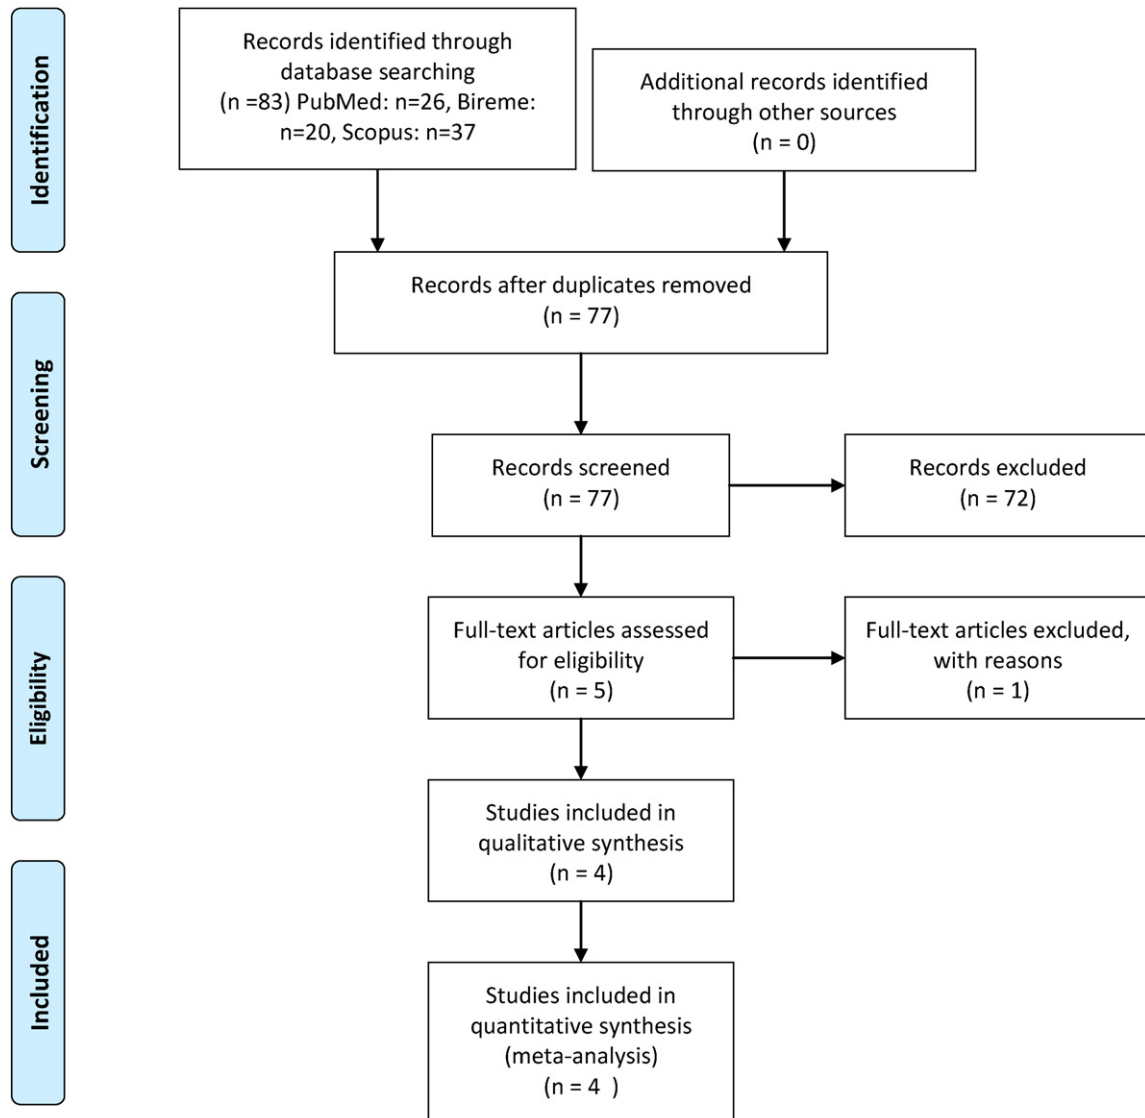 Identification
Records identified through
database searching
(n =83) PubMed: n=26, Bireme:
n=20, Scopus: n=37
Additional records identified
through other sources
(n = 0)
Records after duplicates removed
(n = 77)
Screening
Records screened
(n = 77)
Records excluded
(n = 72)
Eligibility
Full-text articles assessed
for eligibility
(n = 5)
Full-text articles excluded,
with reasons
(n = 1)
Studies included in
qualitative synthesis
(n = 4)
Included
Studies included in
quantitative synthesis
(meta-analysis)
(n = 4 )